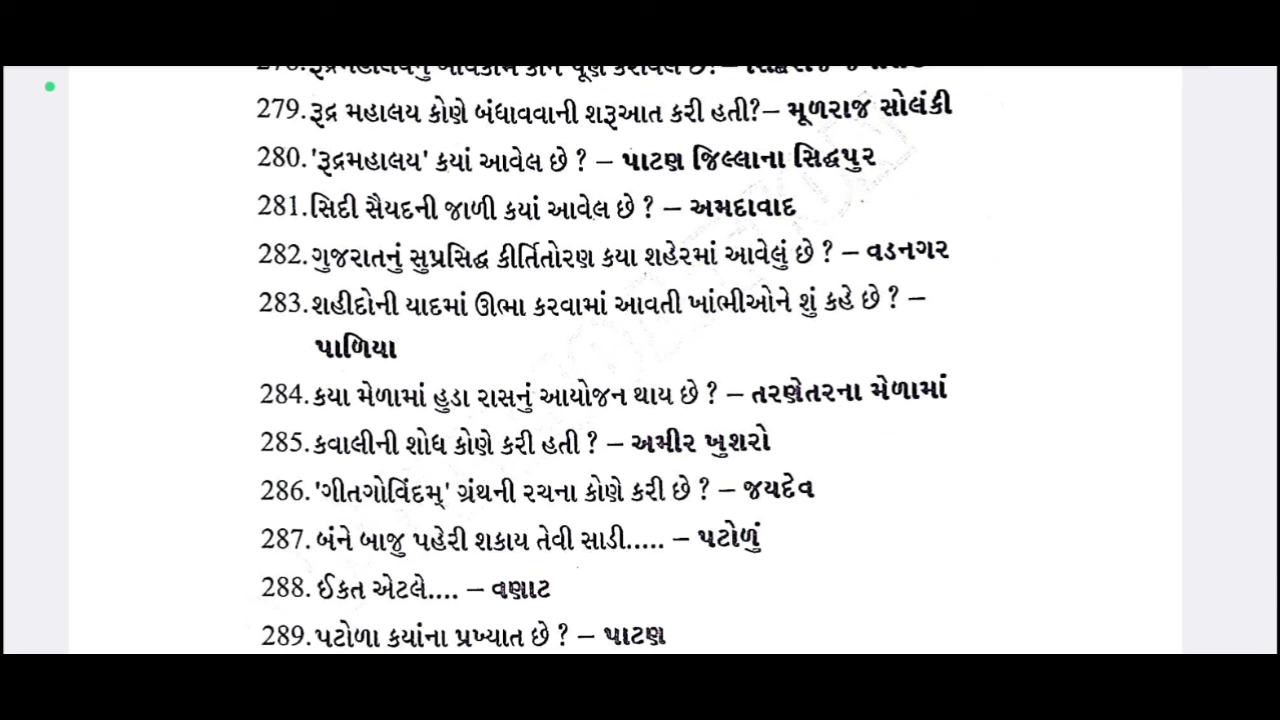 279. રૂદ્ર મહાલય કોણે બંધાવવાની શરૂઆત કરી હતી?– મૂળરાજ સોલંકી
280. 'રૂદ્રમહાલય' કયાં આવેલ છે ? – પાટણ જિલ્લાના સિદ્ધપુર
281. સિદી સૈયદની જાળી કયાં આવેલ છે ? – અમદાવાદ
282. ગુજરાતનું સુપ્રસિદ્ધ કીર્તિતોરણ કયા શહેરમાં આવેલું છે ? – વડનગર
283. શહીદોની યાદમાં ઊભા કરવામાં આવતી ખાંભીઓને શું કહે છે ? –
પાળિયા
284. કયા મેળામાં હુડા રાસનું આયોજન થાય છે ? – તરણેતરના મેળામાં
285. કવાલીની શોધ કોણે કરી હતી ? – અમીર ખુશરો
286. 'ગીતગોવિંદમ્' ગ્રંથની રચના કોણે કરી છે ? – જયદેવ
287. બંને બાજુ પહેરી શકાય તેવી સાડી..... – પટોળું
288. ઈકત એટલે.... – વણાટ
289. પટોળા કયાંના પ્રખ્યાત છે ? – પાટણ